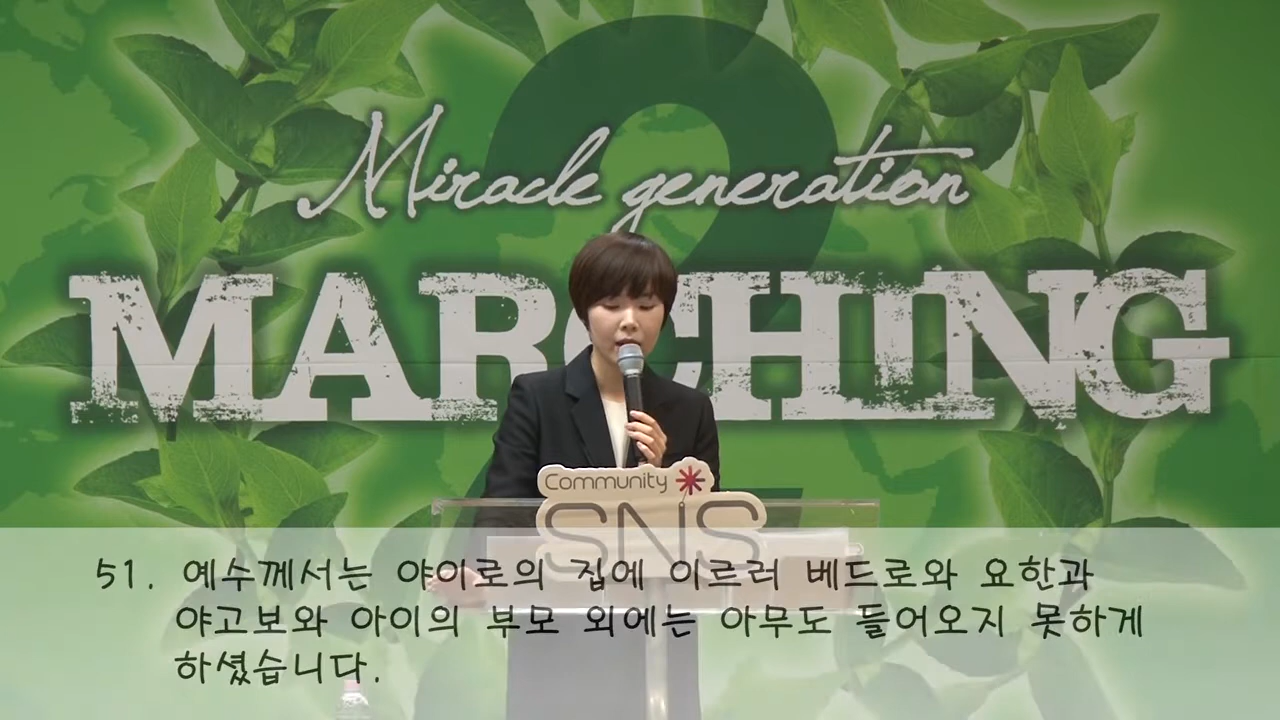 Miracle generation
MARCHING
2
Community
SNS
51. 예수께서는 야이로의 집에 이르러 베드로와 요한과
야고보와 아이의 부모 외에는 아무도 들어오지 못하게
하셨습니다.